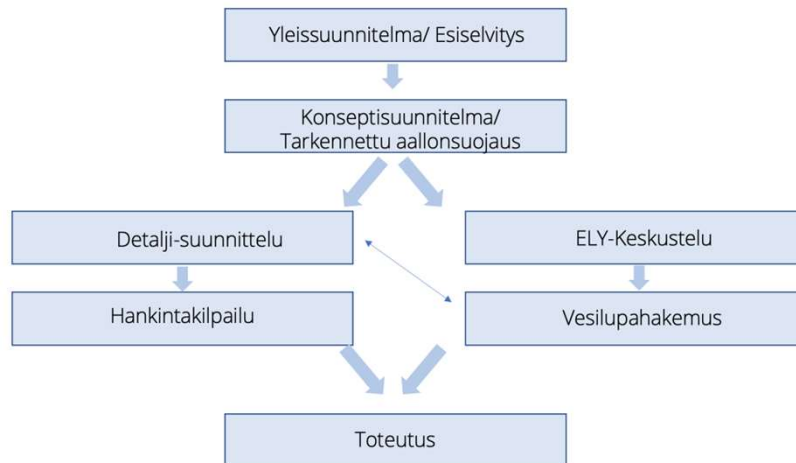 Yleissuunnitelma/ Esiselvitys
Konseptisuunnitelma/
Tarkennettu aallonsuojaus
Detalji-suunnittelu
ELY-Keskustelu
Hankintakilpailu
Vesilupahakemus
Toteutus